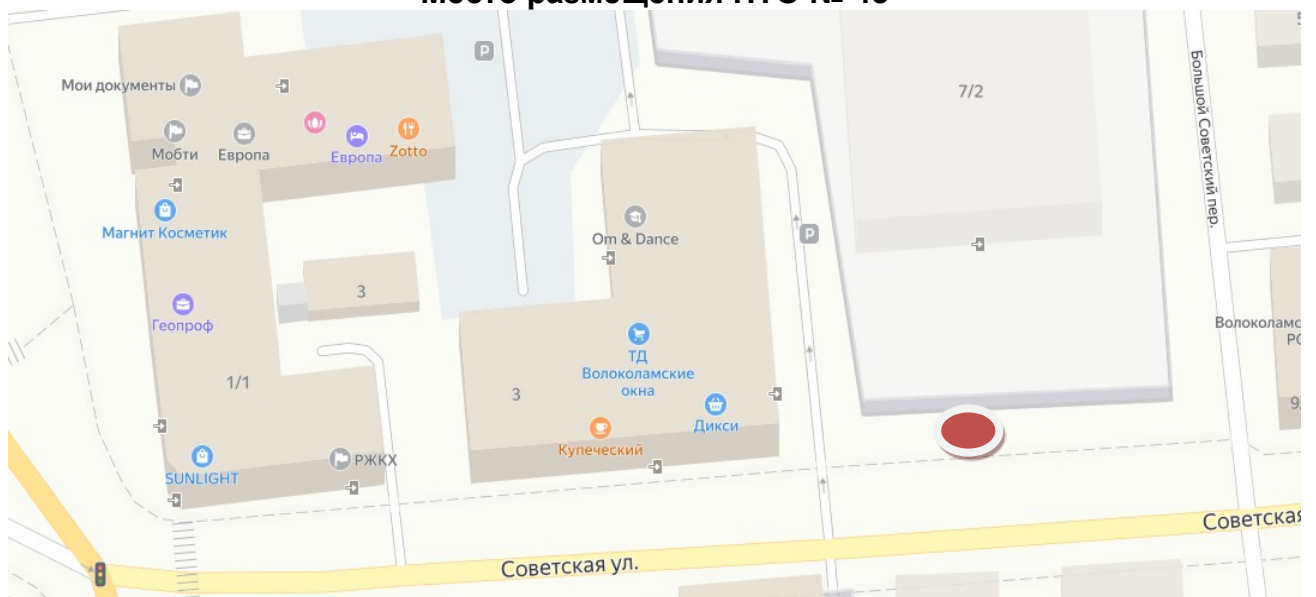 Мои документы
P
7/2
Большой Советский пер.
Мобти
Европа
Европа
Zotto
Магнит Косметик
Om & Dance
P
3
Геопроф
ТД
Волоколамские
окна
1/1
3
Дикси
Купеческий
SUNLIGHT
РЖКХ
Советская ул.